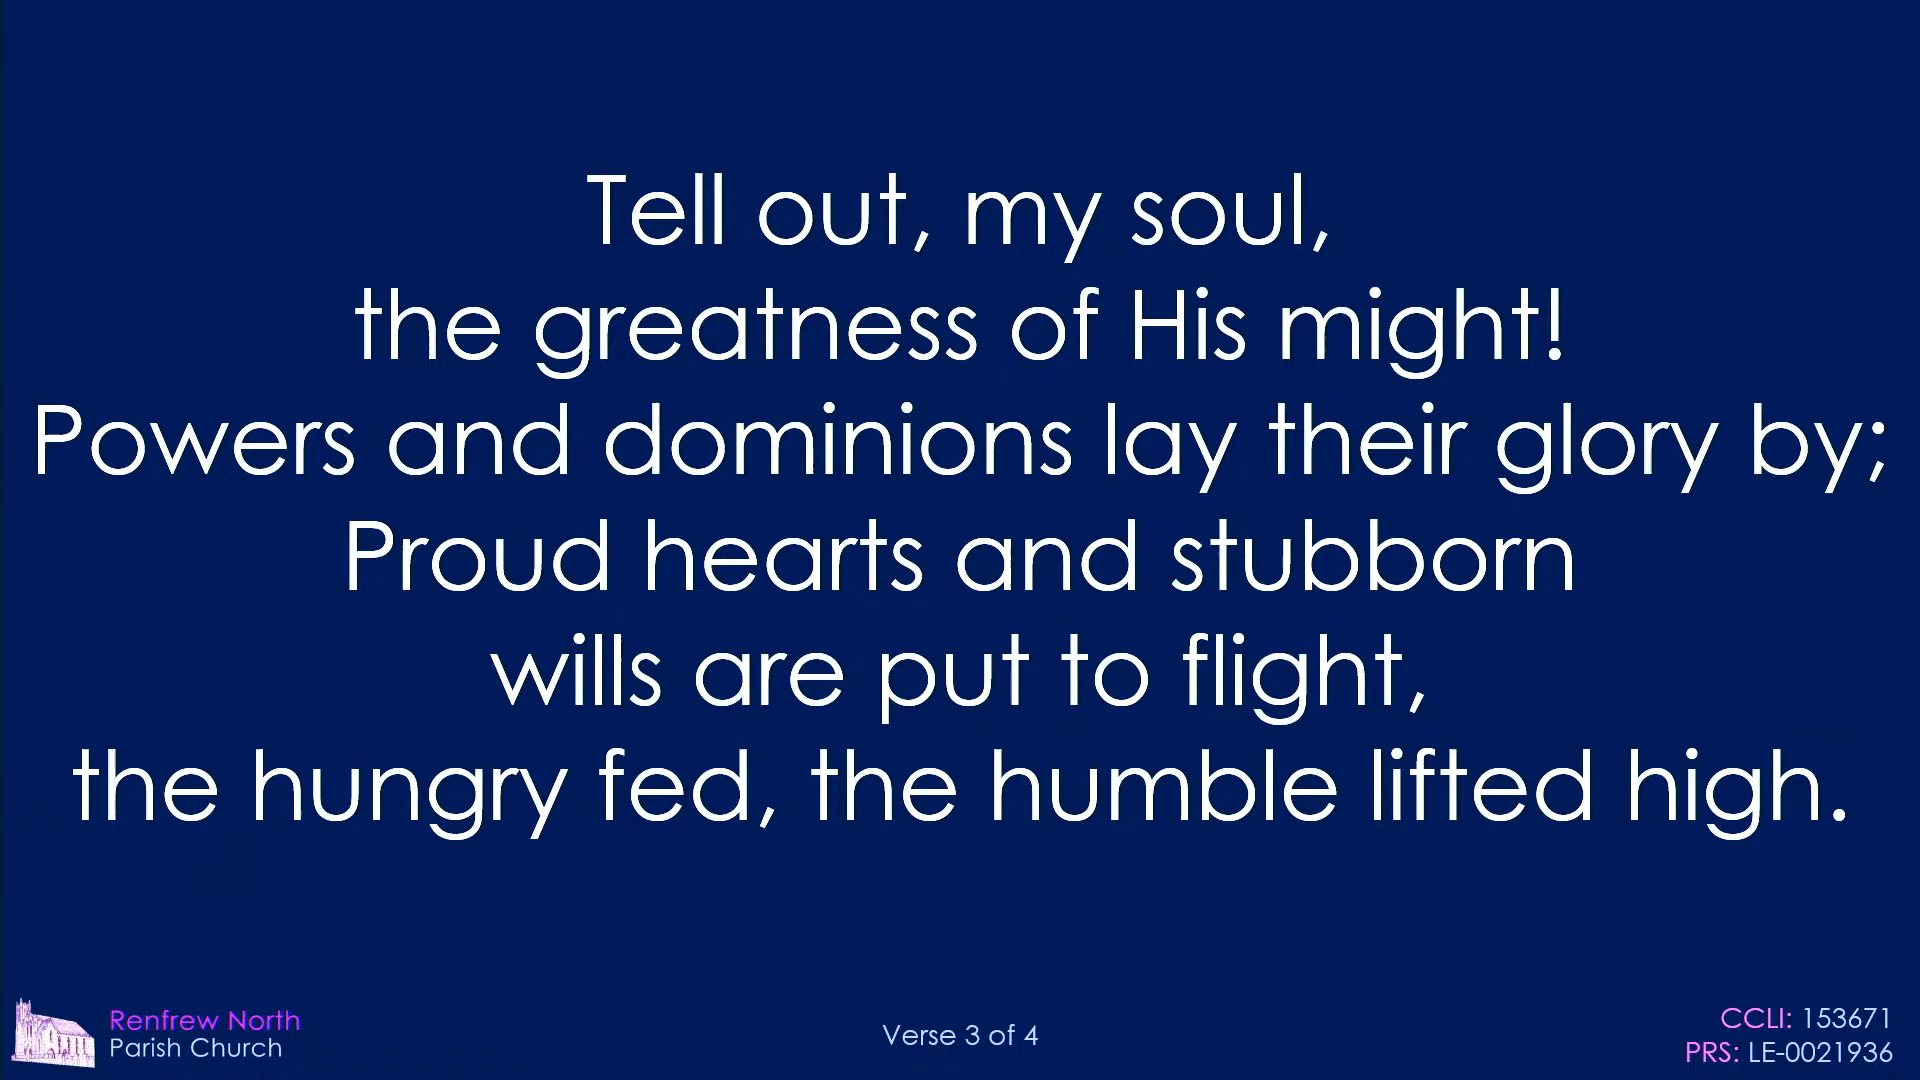 Tell out, my soul,
the greatness of His might!
Powers and dominions lay their glory by;
Proud hearts and stubborn
wills are put to flight,
the hungry fed, the humble lifted high.
Renfrew North
Parish Church
Verse 3 of 4
CCLI: 153671
PRS: LE-0021936